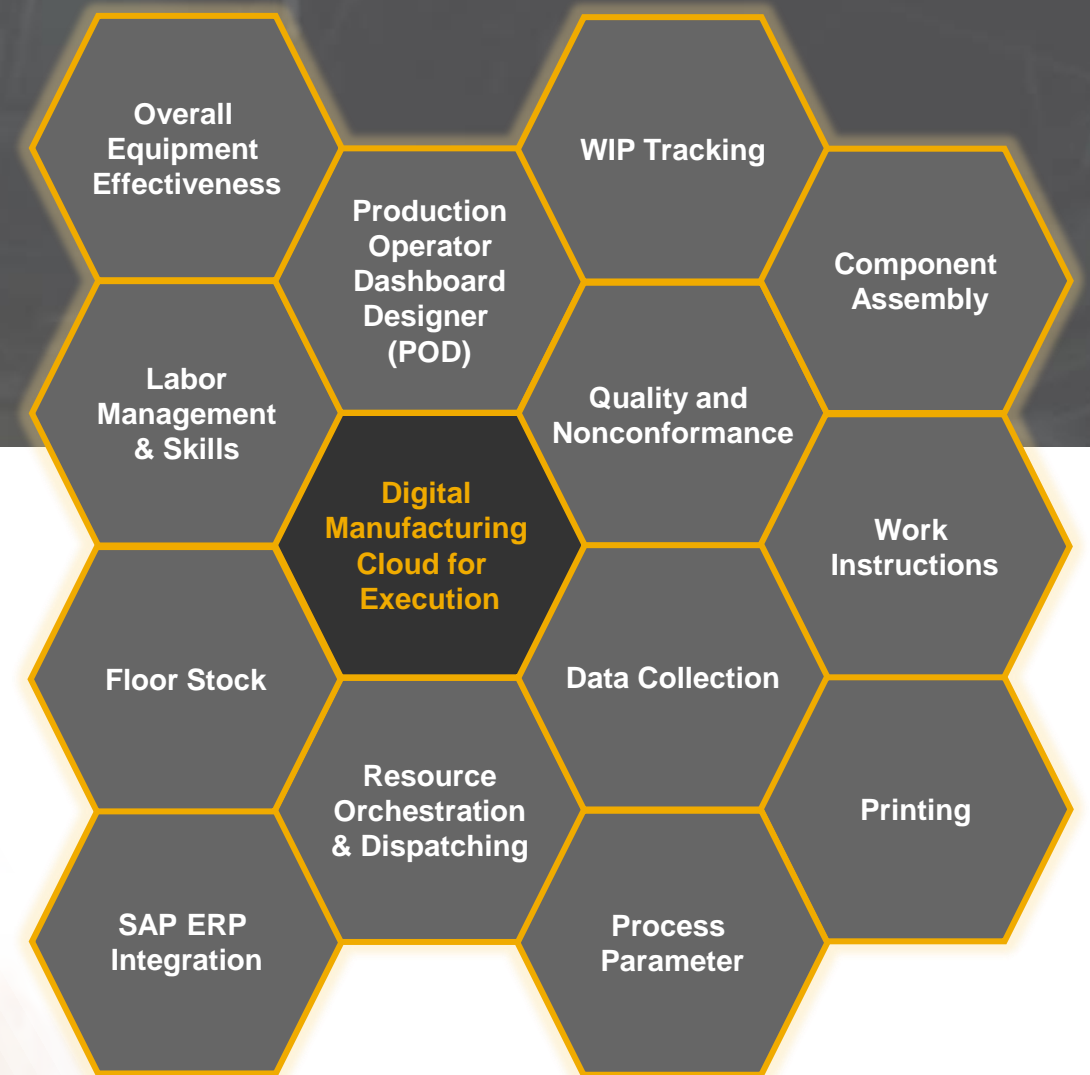 Overall
Equipment
Effectiveness
Production
Operator
Dashboard
Designer
(POD)
WIP Tracking
Component
Assembly
Labor
Management
& Skills
Digital
Manufacturing
Cloud for
Execution
Quality and
Nonconformance
Work
Instructions
Floor Stock
Resource
Orchestration
& Dispatching
Data Collection
Printing
SAP ERP
Integration
Process
Parameter